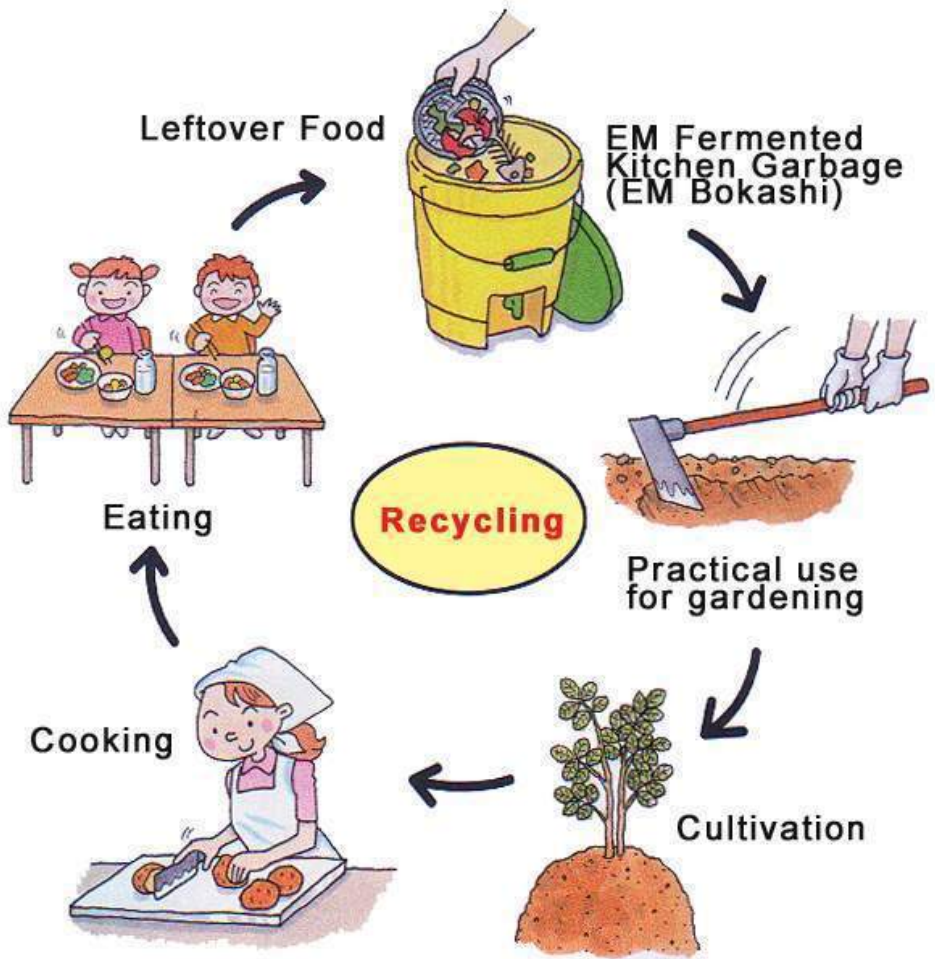 Leftover Food
EM Fermented
Kitchen Garbage
(EM Bokashi)
Recycling
Eating
Practical use
for gardening
Cooking
Cultivation